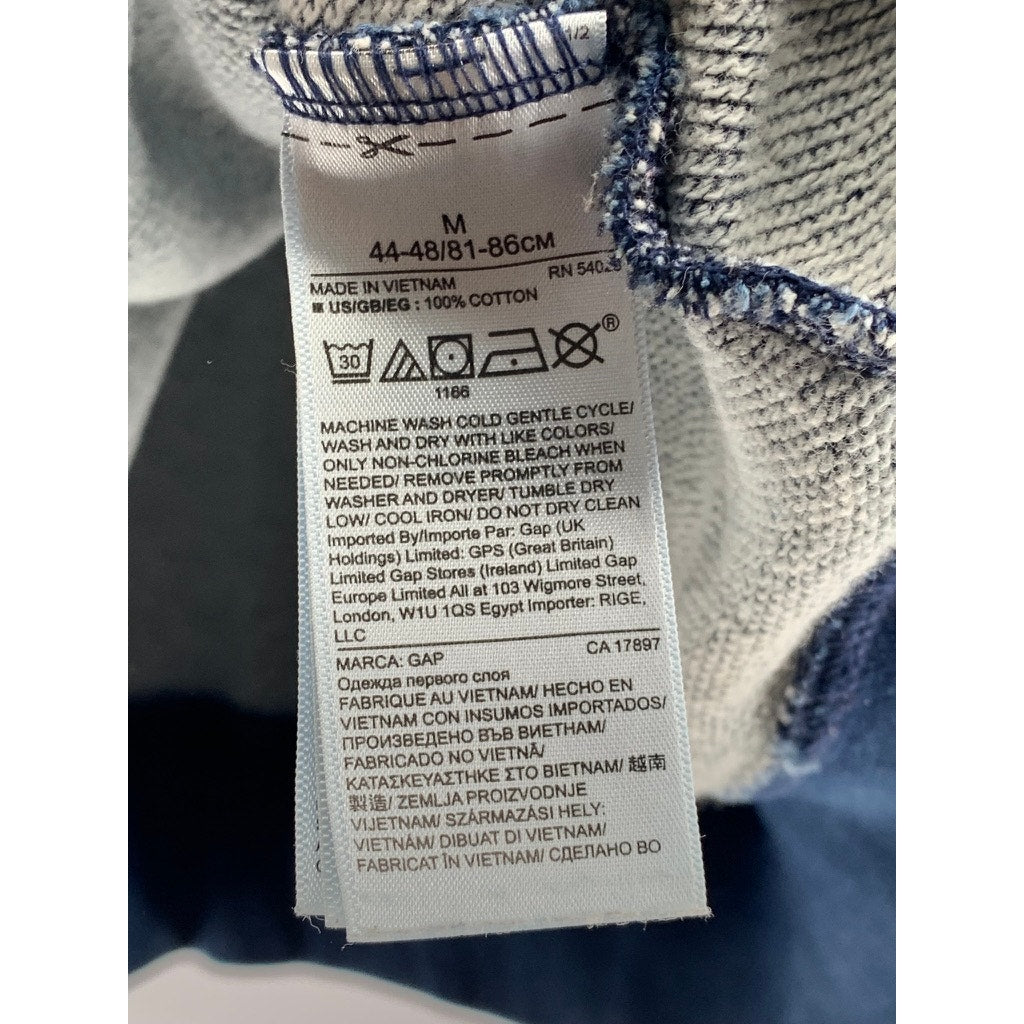 1/2
M
44-48/81-86CM
RN 5402
MADE IN VIETNAM
US/GB/EG : 100% COTTON
30
®
1166
MACHINE WASH COLD GENTLE CYCLE/
WASH AND DRY WITH LIKE COLORS/
ONLY NON-CHLORINE BLEACH WHEN
NEEDED/ REMOVE PROMPTLY FROM
WASHER AND DRYER/ TUMBLE DRY
LOW/ COOL IRON/ DO NOT DRY CLEAN
Imported By/Importe Par: Gap (UK
Holdings) Limited: GPS (Great Britain)
Limited Gap Stores (Ireland) Limited Gap
Europe Limited All at 103 Wigmore Street,
London, W1U 1QS Egypt Importer: RIGE,
LLC
MARCA: GAP CA 17897
Одежда первого слоя
FABRIQUE AU VIETNAM/ HECHO EN
VIETNAM CON INSUMOS IMPORTADOS/
ПРОИЗВЕДЕНО ВЪВ ВИЕТНАМ/
FABRICADO NO VIETNÃ/
ΚΑΤΑΣΚΕΥΑΣΤΗΚΕ ΣΤΟ ΒΙΕΤΝΑΜ/ 越南
製造/ ZEMLJA PROIZVODNJE
VIJETNAM/ SZÁRMAZÁSI HELY:
VIETNÁM/ DIBUAT DI VIETNAM/
FABRICAT ÎN VIETNAM/ СДЕЛАНО ВО